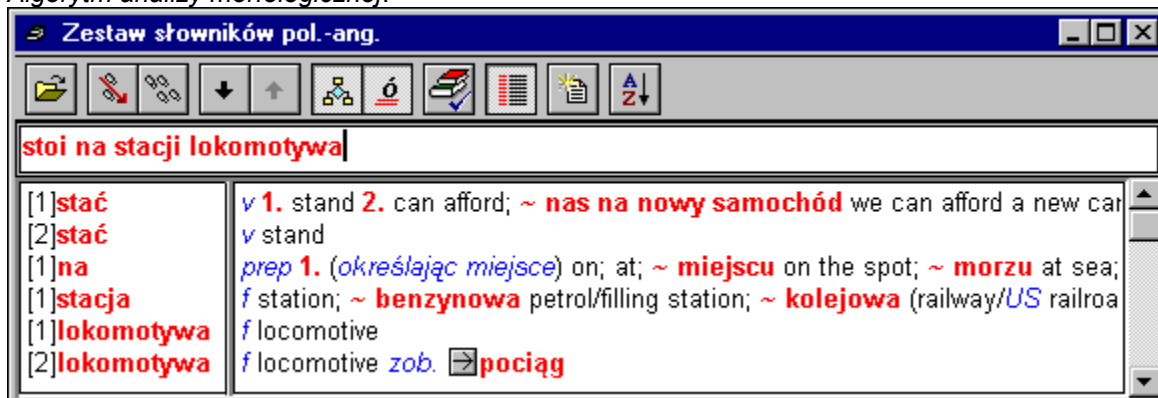 Algorytm analizy morfologicznej.
Zestaw słowników pol.-ang.
stoi na stacji lokomotywa
[1]stać v 1. stand 2. can afford; ~ nas na nowy samochód we can afford a new car
[2]stać v stand
[1]na prep 1. (określając miejsce) on; at; ~ miejscu on the spot; ~ morzu at sea;
[1]stacja f station; ~ benzynowa petrol/filling station; ~ kolejowa (railway/US railroa
[1]lokomotywa f locomotive
[2]lokomotywa f locomotive zob. pociąg